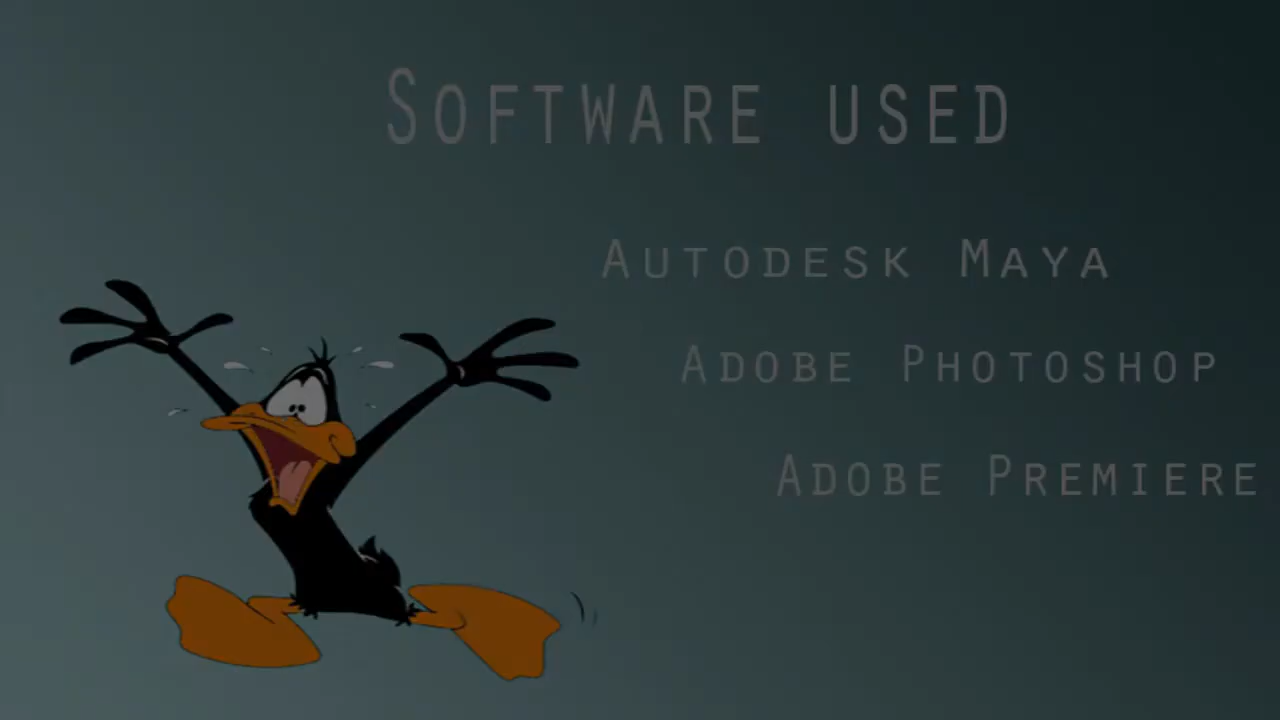 Software used
Autodesk Maya
Adobe Photoshop
Adobe Premiere